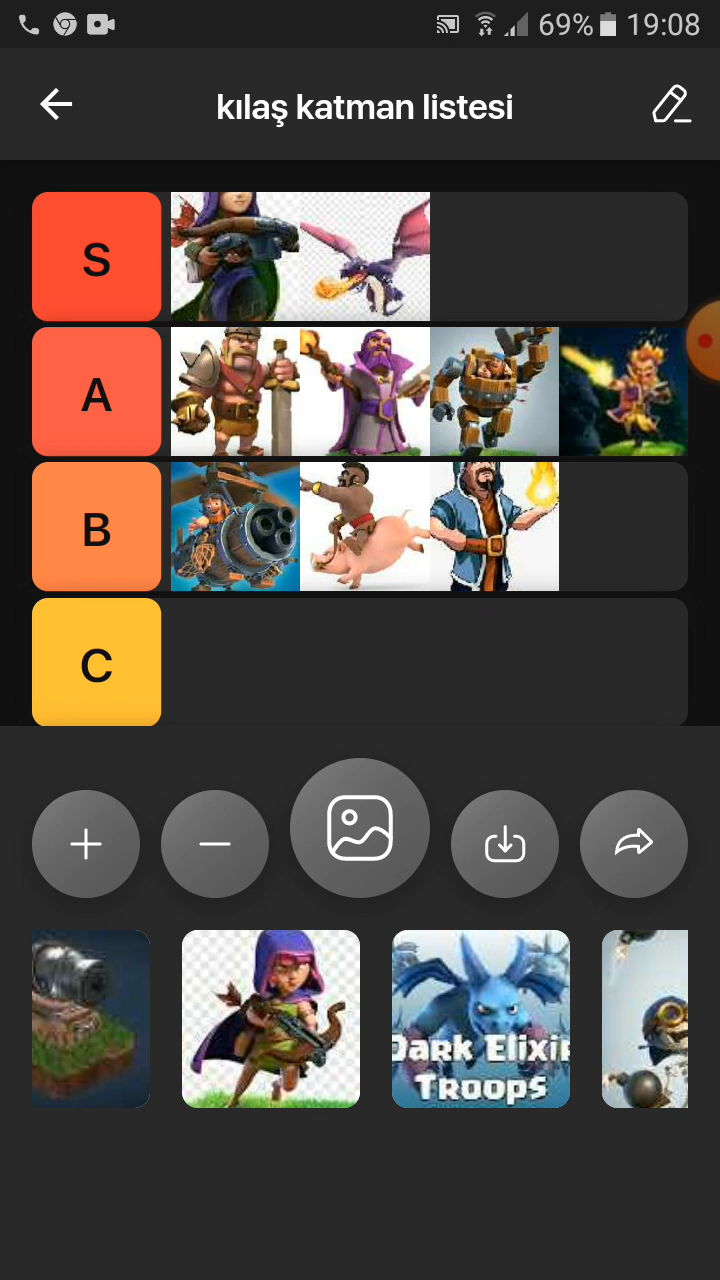 69% 19:08
kılaş katman listesi
S
A
B
C
Dark Elixir
Troops